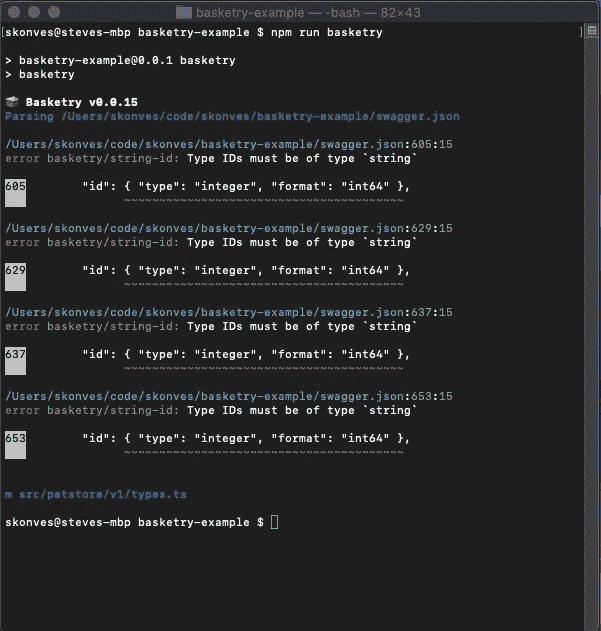 basketry-example — -bash — 82×43
[skonves@steves-mbp basketry-example $ npm run basketry ]
> basketry-example@0.0.1 basketry
> basketry
🧺 Basketry v0.0.15
Parsing /Users/skonves/code/skonves/basketry-example/swagger.json
/Users/skonves/code/skonves/basketry-example/swagger.json:605:15
error basketry/string-id: Type IDs must be of type `string`
605 "id": { "type": "integer", "format": "int64" },
~~~~~~~~~~~~~~~~~~~~~~~~~~~~~~~~~~~~~~~~
/Users/skonves/code/skonves/basketry-example/swagger.json:629:15
error basketry/string-id: Type IDs must be of type `string`
629 "id": { "type": "integer", "format": "int64" },
~~~~~~~~~~~~~~~~~~~~~~~~~~~~~~~~~~~~~~~~
/Users/skonves/code/skonves/basketry-example/swagger.json:637:15
error basketry/string-id: Type IDs must be of type `string`
637 "id": { "type": "integer", "format": "int64" },
~~~~~~~~~~~~~~~~~~~~~~~~~~~~~~~~~~~~~~~~
/Users/skonves/code/skonves/basketry-example/swagger.json:653:15
error basketry/string-id: Type IDs must be of type `string`
653 "id": { "type": "integer", "format": "int64" },
~~~~~~~~~~~~~~~~~~~~~~~~~~~~~~~~~~~~~~~~
m src/petstore/v1/types.ts
skonves@steves-mbp basketry-example $